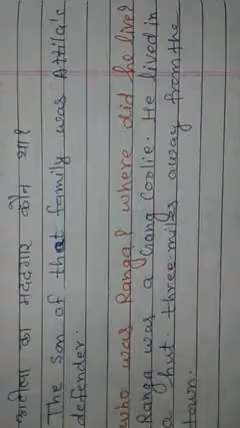 अटीला का मददगार कौन था?
The son of that family was Attila's
defender.
who was Ranga? where did he live?
Ranga was a Gang Coolie. He lived in
a hut three miles away from the
town.